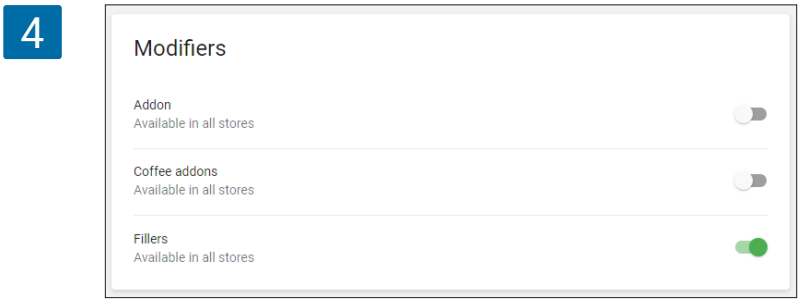 4
Modifiers
Addon
Available in all stores
Coffee addons
Available in all stores
Fillers
Available in all stores